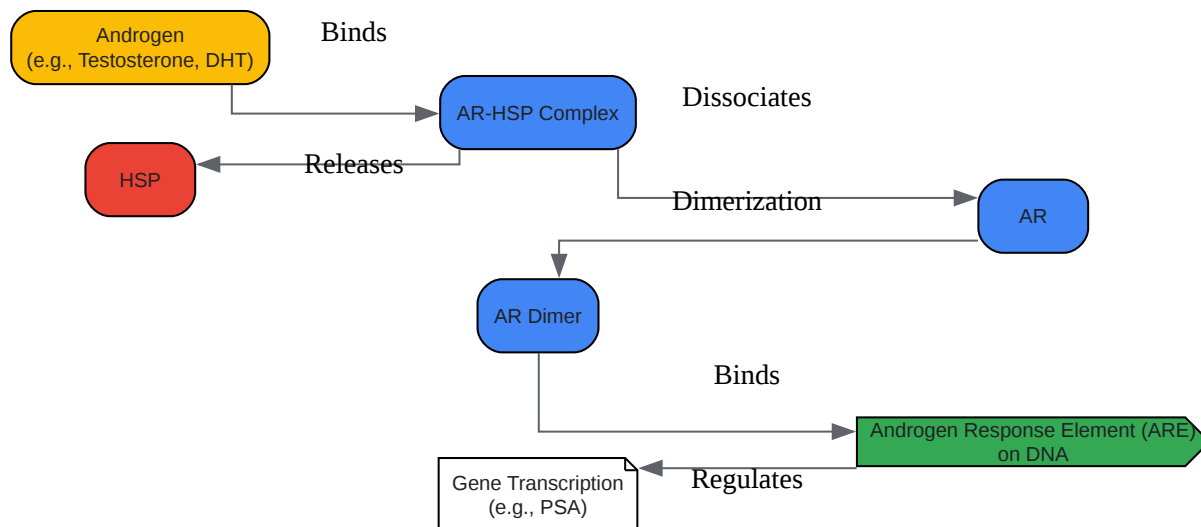 Androgen
(e.g., Testosterone, DHT)
Binds
AR-HSP Complex
Dissociates
HSP
Releases
Dimerization
AR
AR Dimer
Binds
Androgen Response Element (ARE)
on DNA
Gene Transcription
(e.g., PSA)
Regulates